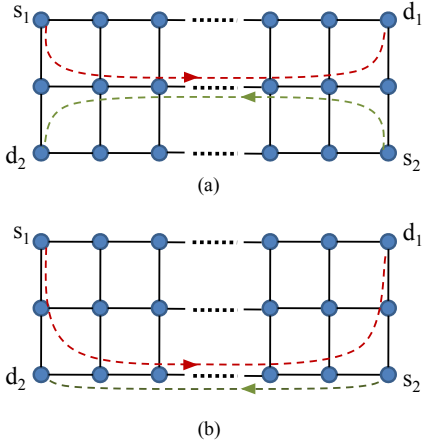 s₁ d₁
d₂ s₂
(a)
s₁ d₁
d₂ s₂
(b)